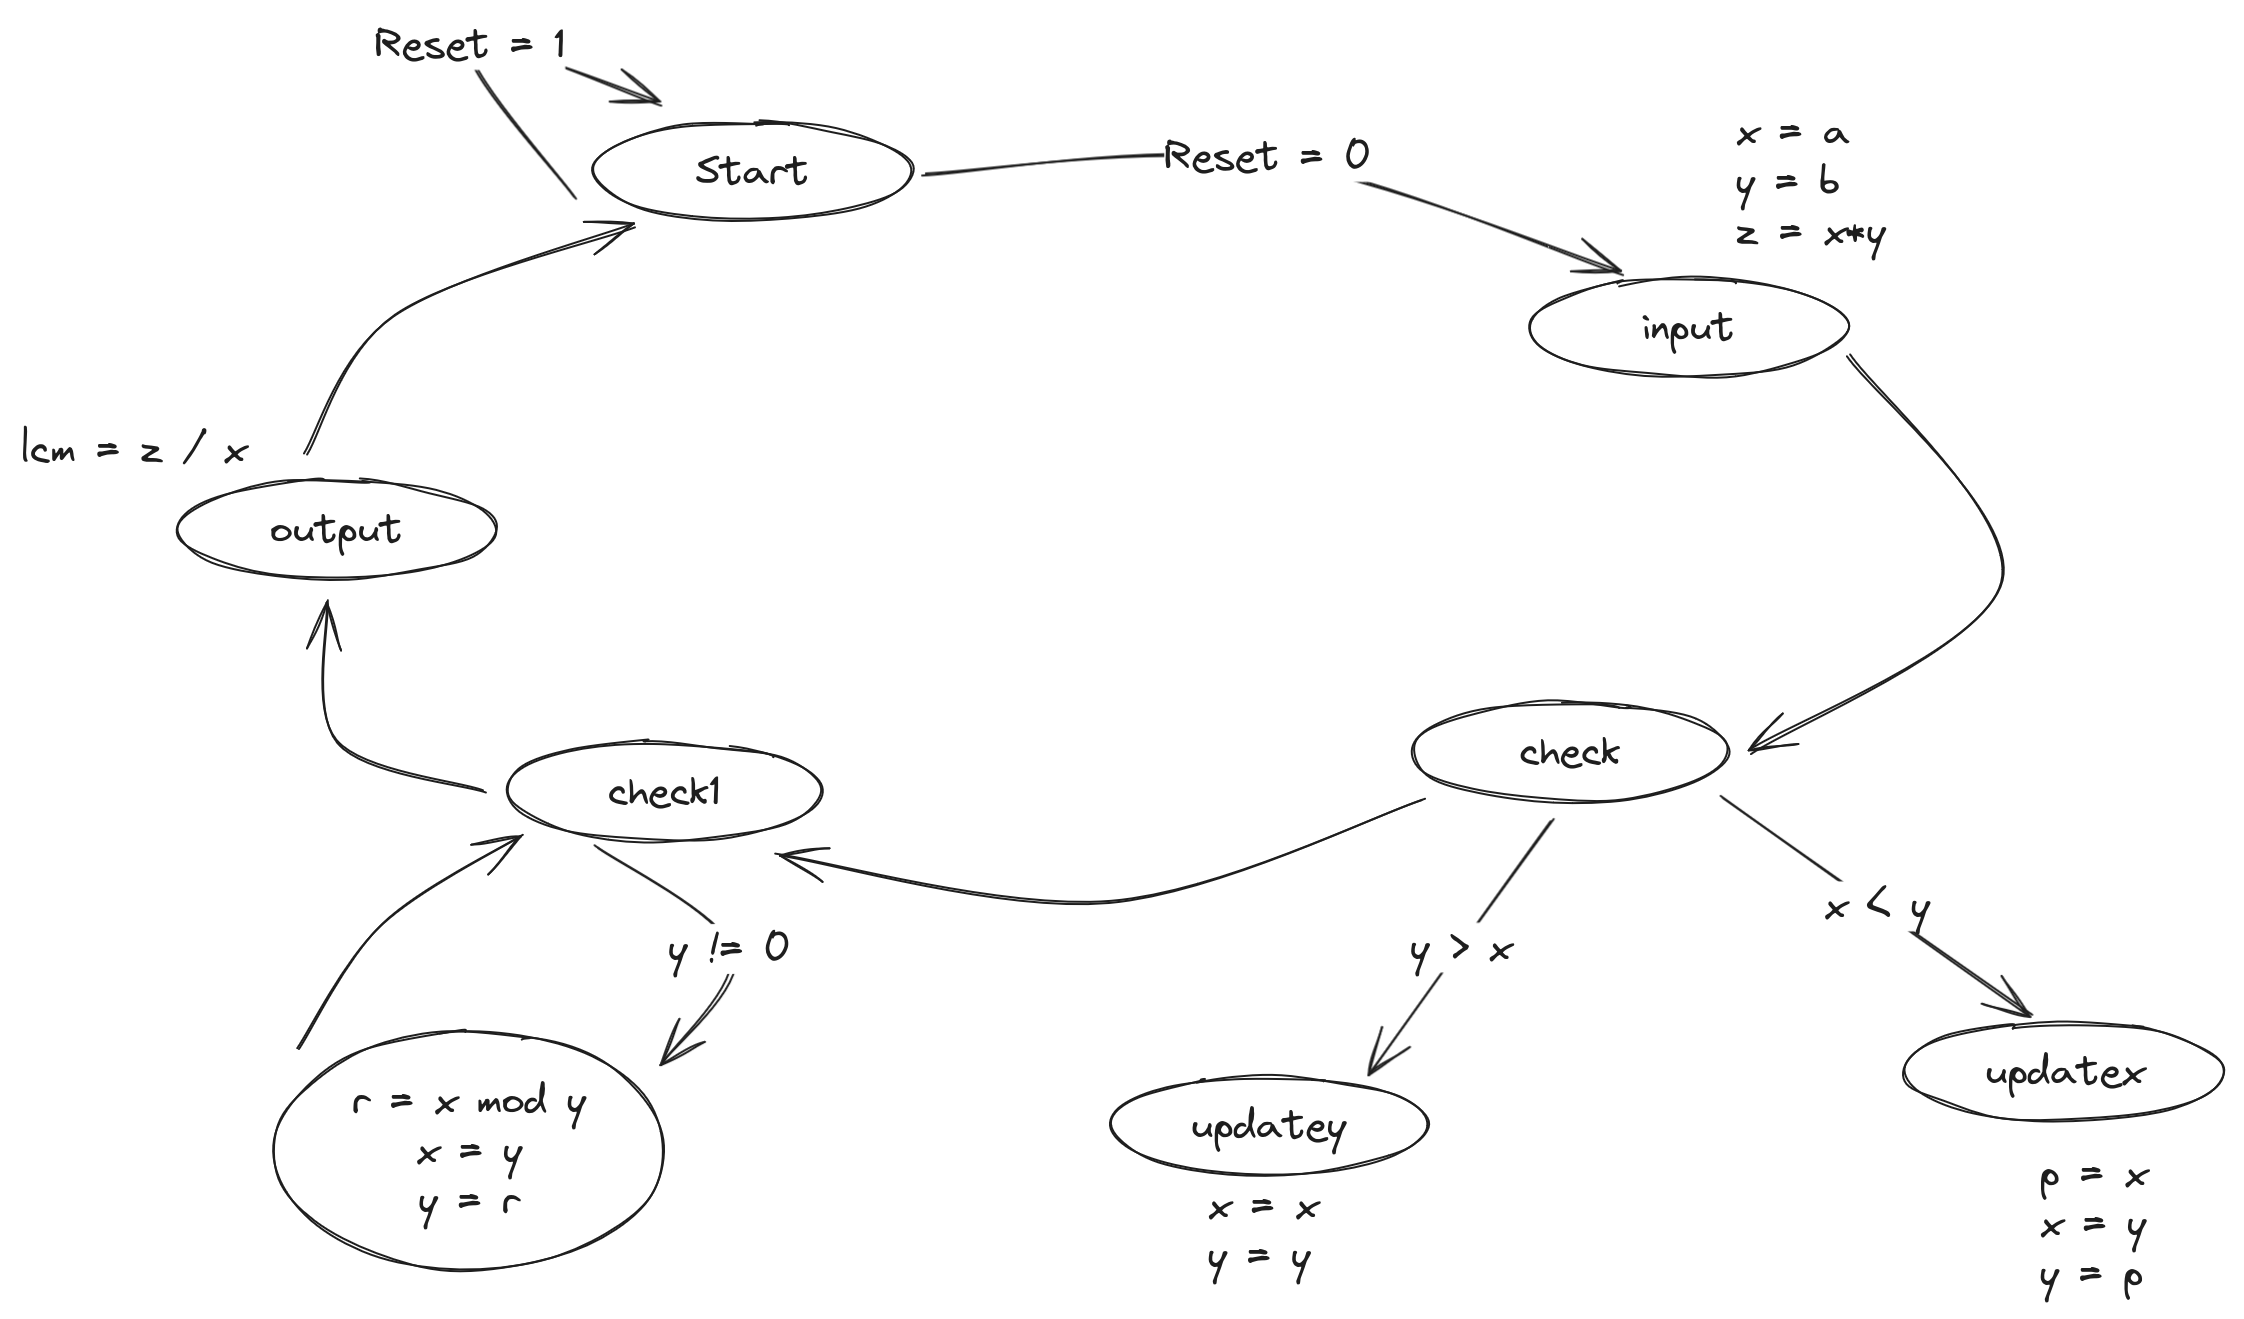 Reset = 1
Start
Reset = 0
x = a
y = b
z = x*y
input
lcm = z / x
output
check
check1
x < y
y != 0
y > x
updatex
r = x mod y
x = y
y = r
updatey
x = x
y = y
p = x
x = y
y = p